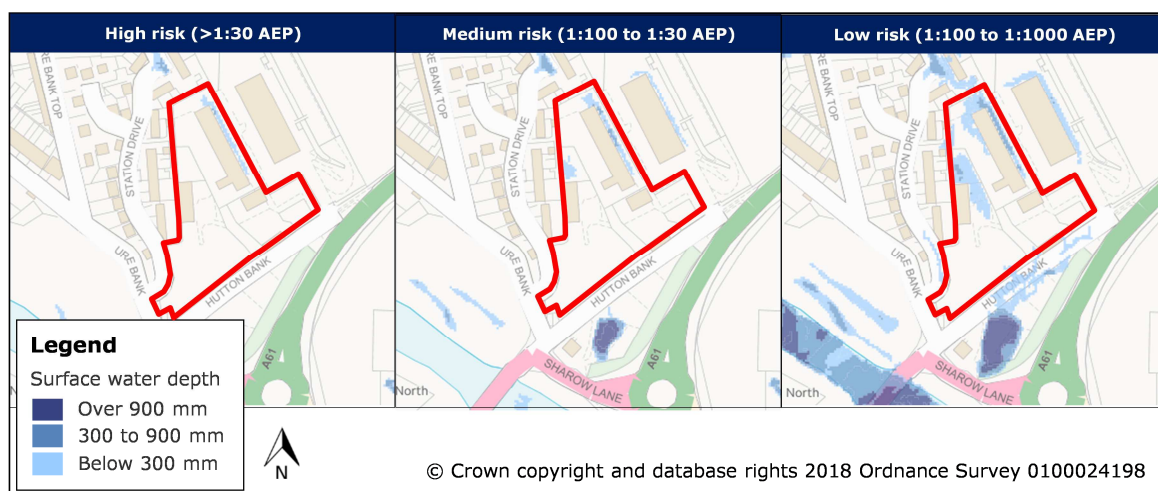 High risk (>1:30 AEP)
Medium risk (1:100 to 1:30 AEP)
Low risk (1:100 to 1:1000 AEP)
RE BANK TOP
STATION DRIVE
URE BANK
HUTTON BANK
A61
RE BANK TOP
STATION DRIVE
URE BANK
HUTTON BANK
SHAROW LANE
A61
North
RE BANK TOP
STATION DRIVE
URE BANK
HUTTON BANK
SHAROW LANE
A61
North
Legend
Surface water depth
Over 900 mm
300 to 900 mm
Below 300 mm
N
© Crown copyright and database rights 2018 Ordnance Survey 0100024198